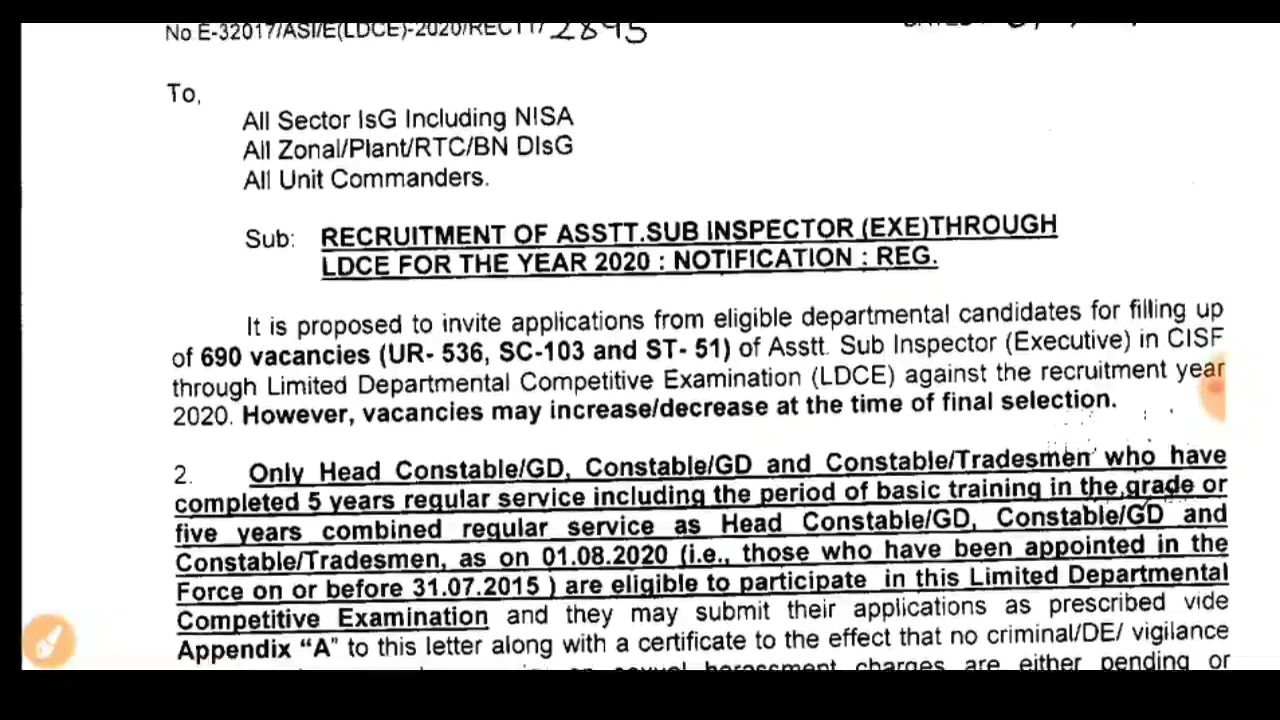 No E-32017/ASI/E(LDCE)-2020/RECTT/2895
To,
All Sector IsG Including NISA
All Zonal/Plant/RTC/BN DIsG
All Unit Commanders.
Sub: RECRUITMENT OF ASSTT.SUB INSPECTOR (EXE)THROUGH
LDCE FOR THE YEAR 2020 : NOTIFICATION : REG.
It is proposed to invite applications from eligible departmental candidates for filling up
of 690 vacancies (UR- 536, SC-103 and ST- 51) of Asstt. Sub Inspector (Executive) in CISF
through Limited Departmental Competitive Examination (LDCE) against the recruitment year
2020. However, vacancies may increase/decrease at the time of final selection.
2. Only Head Constable/GD, Constable/GD and Constable/Tradesmen who have
completed 5 years regular service including the period of basic training in the grade or
five years combined regular service as Head Constable/GD, Constable/GD and
Constable/Tradesmen, as on 01.08.2020 (i.e., those who have been appointed in the
Force on or before 31.07.2015 ) are eligible to participate in this Limited Departmental
Competitive Examination and they may submit their applications as prescribed vide
Appendix “A” to this letter along with a certificate to the effect that no criminal/DE/ vigilance
sexual harassment charges are either pending or